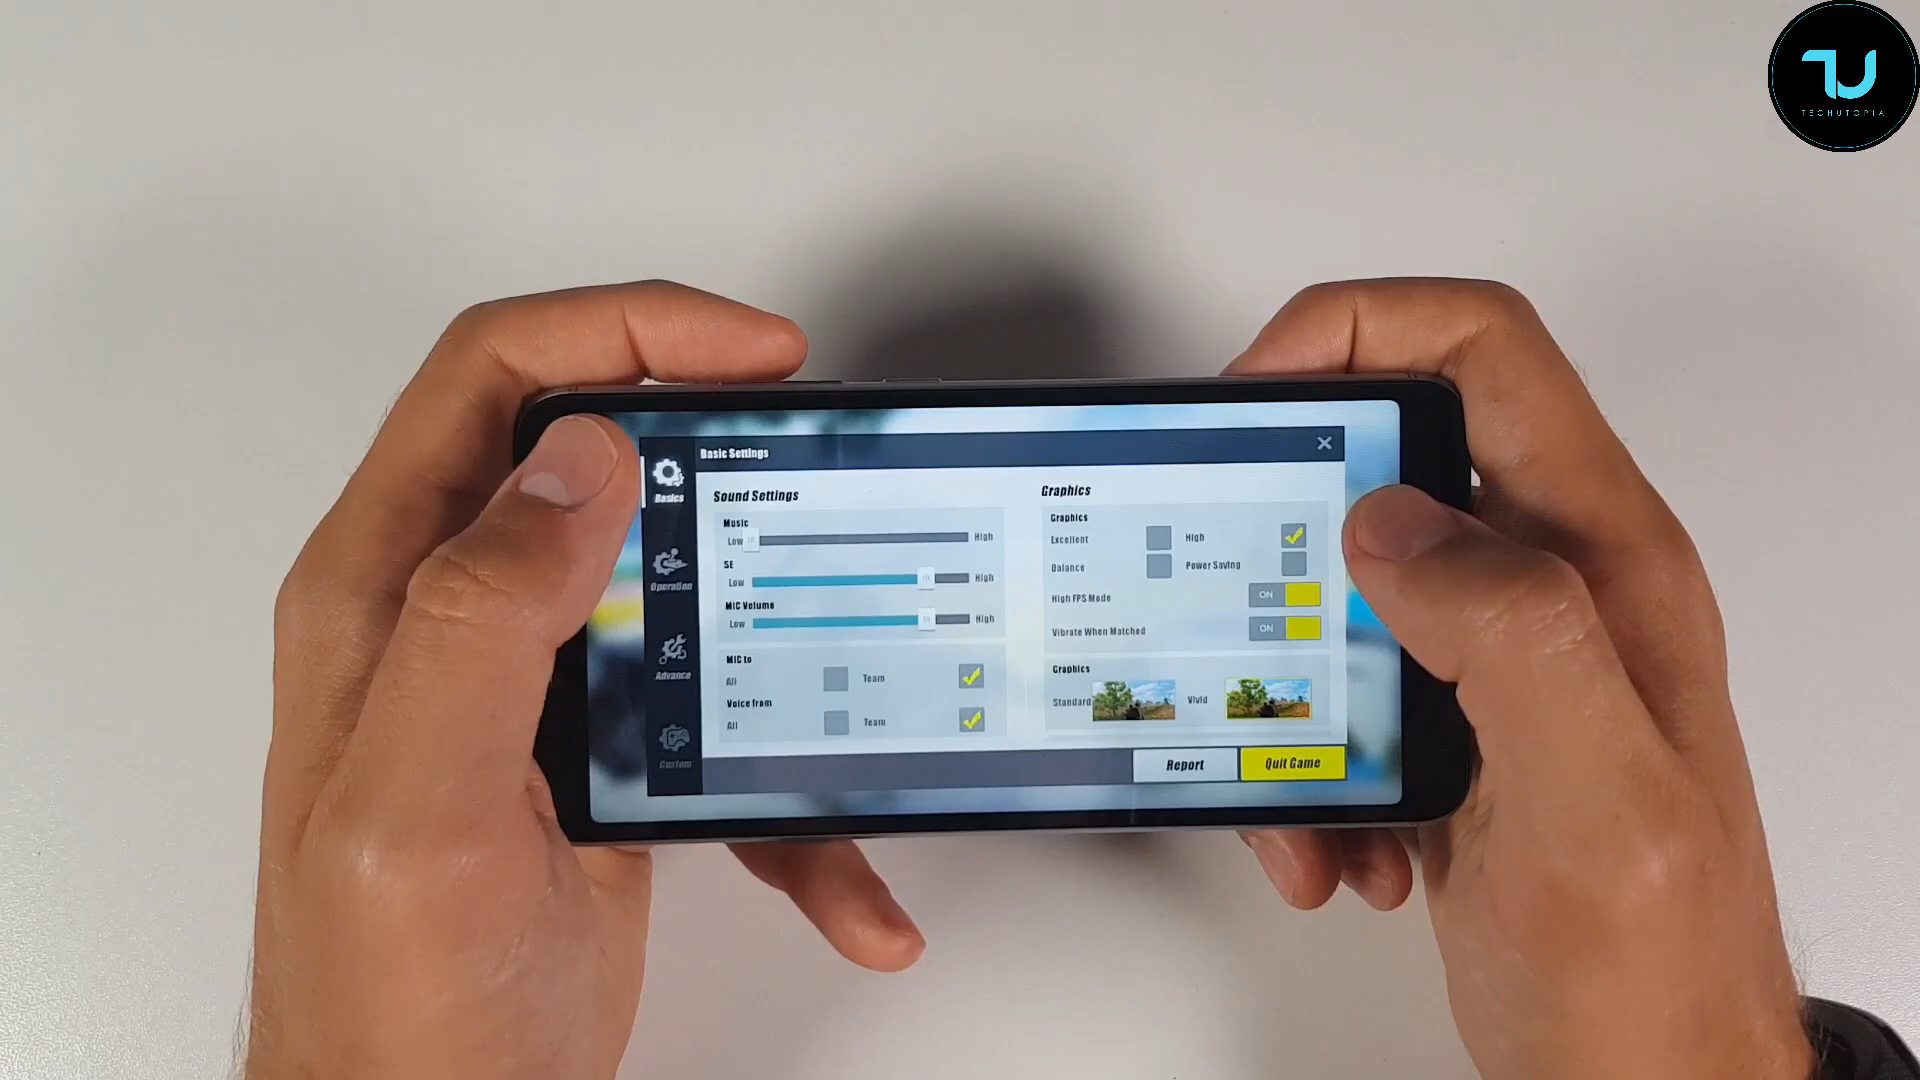 TU
TECHUTOPIA
Basic Settings
Basics
Operation
Advance
Custom
Sound Settings
Music
Low High
SE
Low High
MIC Volume
Low High
MIC to
All Team
Voice from
All Team
Graphics
Graphics
Excellent High
Balance Power Saving
High FPS Mode ON
Vibrate When Matched ON
Graphics
Standard Vivid
Report Quit Game